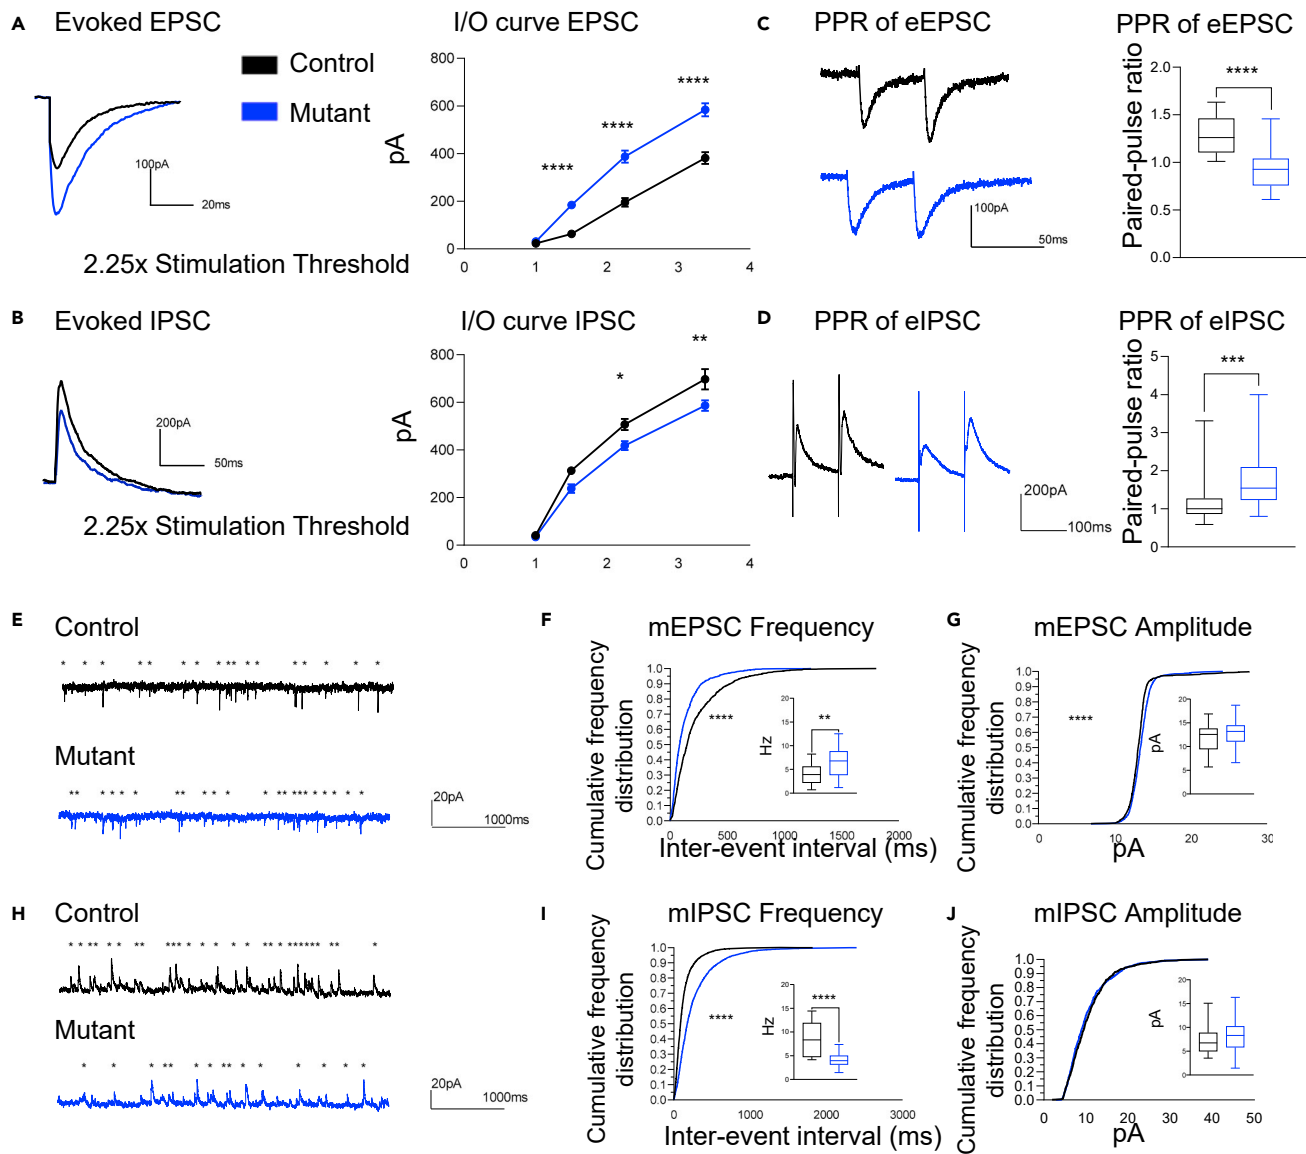 A Evoked EPSC
Control
Mutant
100pA
20ms
2.25x Stimulation Threshold
I/O curve EPSC
pA
800
600
400
200
0
0 1 2 3 4
****
****
****
C PPR of eEPSC
100pA
50ms
PPR of eEPSC
Paired-pulse ratio
2.0
1.5
1.0
0.5
0.0
****
B Evoked IPSC
200pA
50ms
2.25x Stimulation Threshold
I/O curve IPSC
pA
800
600
400
200
0
0 1 2 3 4
*
**
D PPR of eIPSC
200pA
100ms
PPR of eIPSC
Paired-pulse ratio
5
4
3
2
1
0
***
E Control
Mutant
20pA
1000ms
F mEPSC Frequency
Cumulative frequency
distribution
1.0
0.9
0.8
0.7
0.6
0.5
0.4
0.3
0.2
0.1
0.0
0 500 1000 1500 2000
Inter-event interval (ms)
****
Hz
20
15
10
5
0
**
G mEPSC Amplitude
Cumulative frequency
distribution
1.0
0.9
0.8
0.7
0.6
0.5
0.4
0.3
0.2
0.1
0.0
0 10 20 30
pA
****
pA
20
15
10
5
0
H Control
Mutant
20pA
1000ms
I mIPSC Frequency
Cumulative frequency
distribution
1.0
0.9
0.8
0.7
0.6
0.5
0.4
0.3
0.2
0.1
0.0
0 1000 2000 3000
Inter-event interval (ms)
****
Hz
20
15
10
5
0
****
J mIPSC Amplitude
Cumulative frequency
distribution
1.0
0.9
0.8
0.7
0.6
0.5
0.4
0.3
0.2
0.1
0.0
0 10 20 30 40 50
pA
pA
20
15
10
5
0